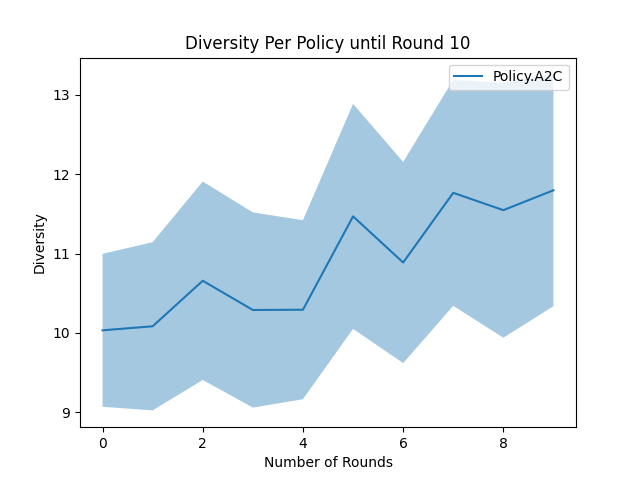 Diversity Per Policy until Round 10
Policy.A2C
13
12
11
10
9
Diversity
0 2 4 6 8
Number of Rounds